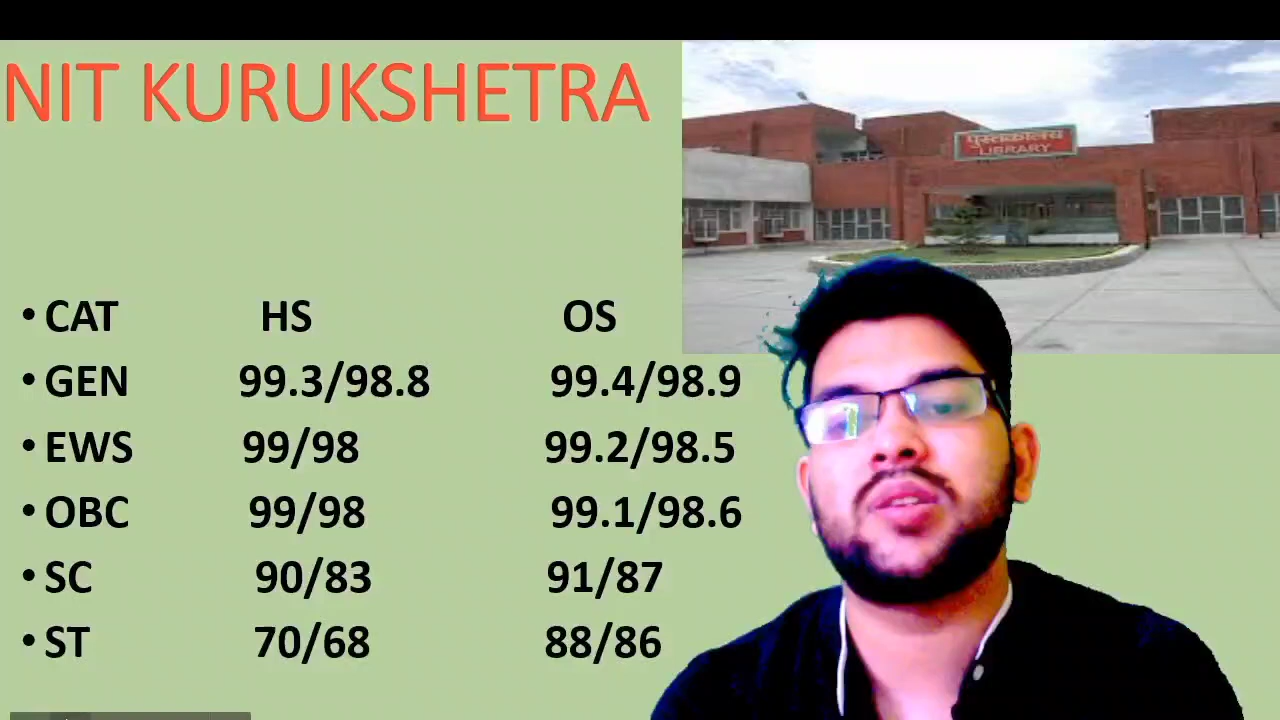 NIT KURUKSHETRA
पुस्तकालय
LIBRARY
• CAT HS OS
• GEN 99.3/98.8 99.4/98.9
• EWS 99/98 99.2/98.5
• OBC 99/98 99.1/98.6
• SC 90/83 91/87
• ST 70/68 88/86